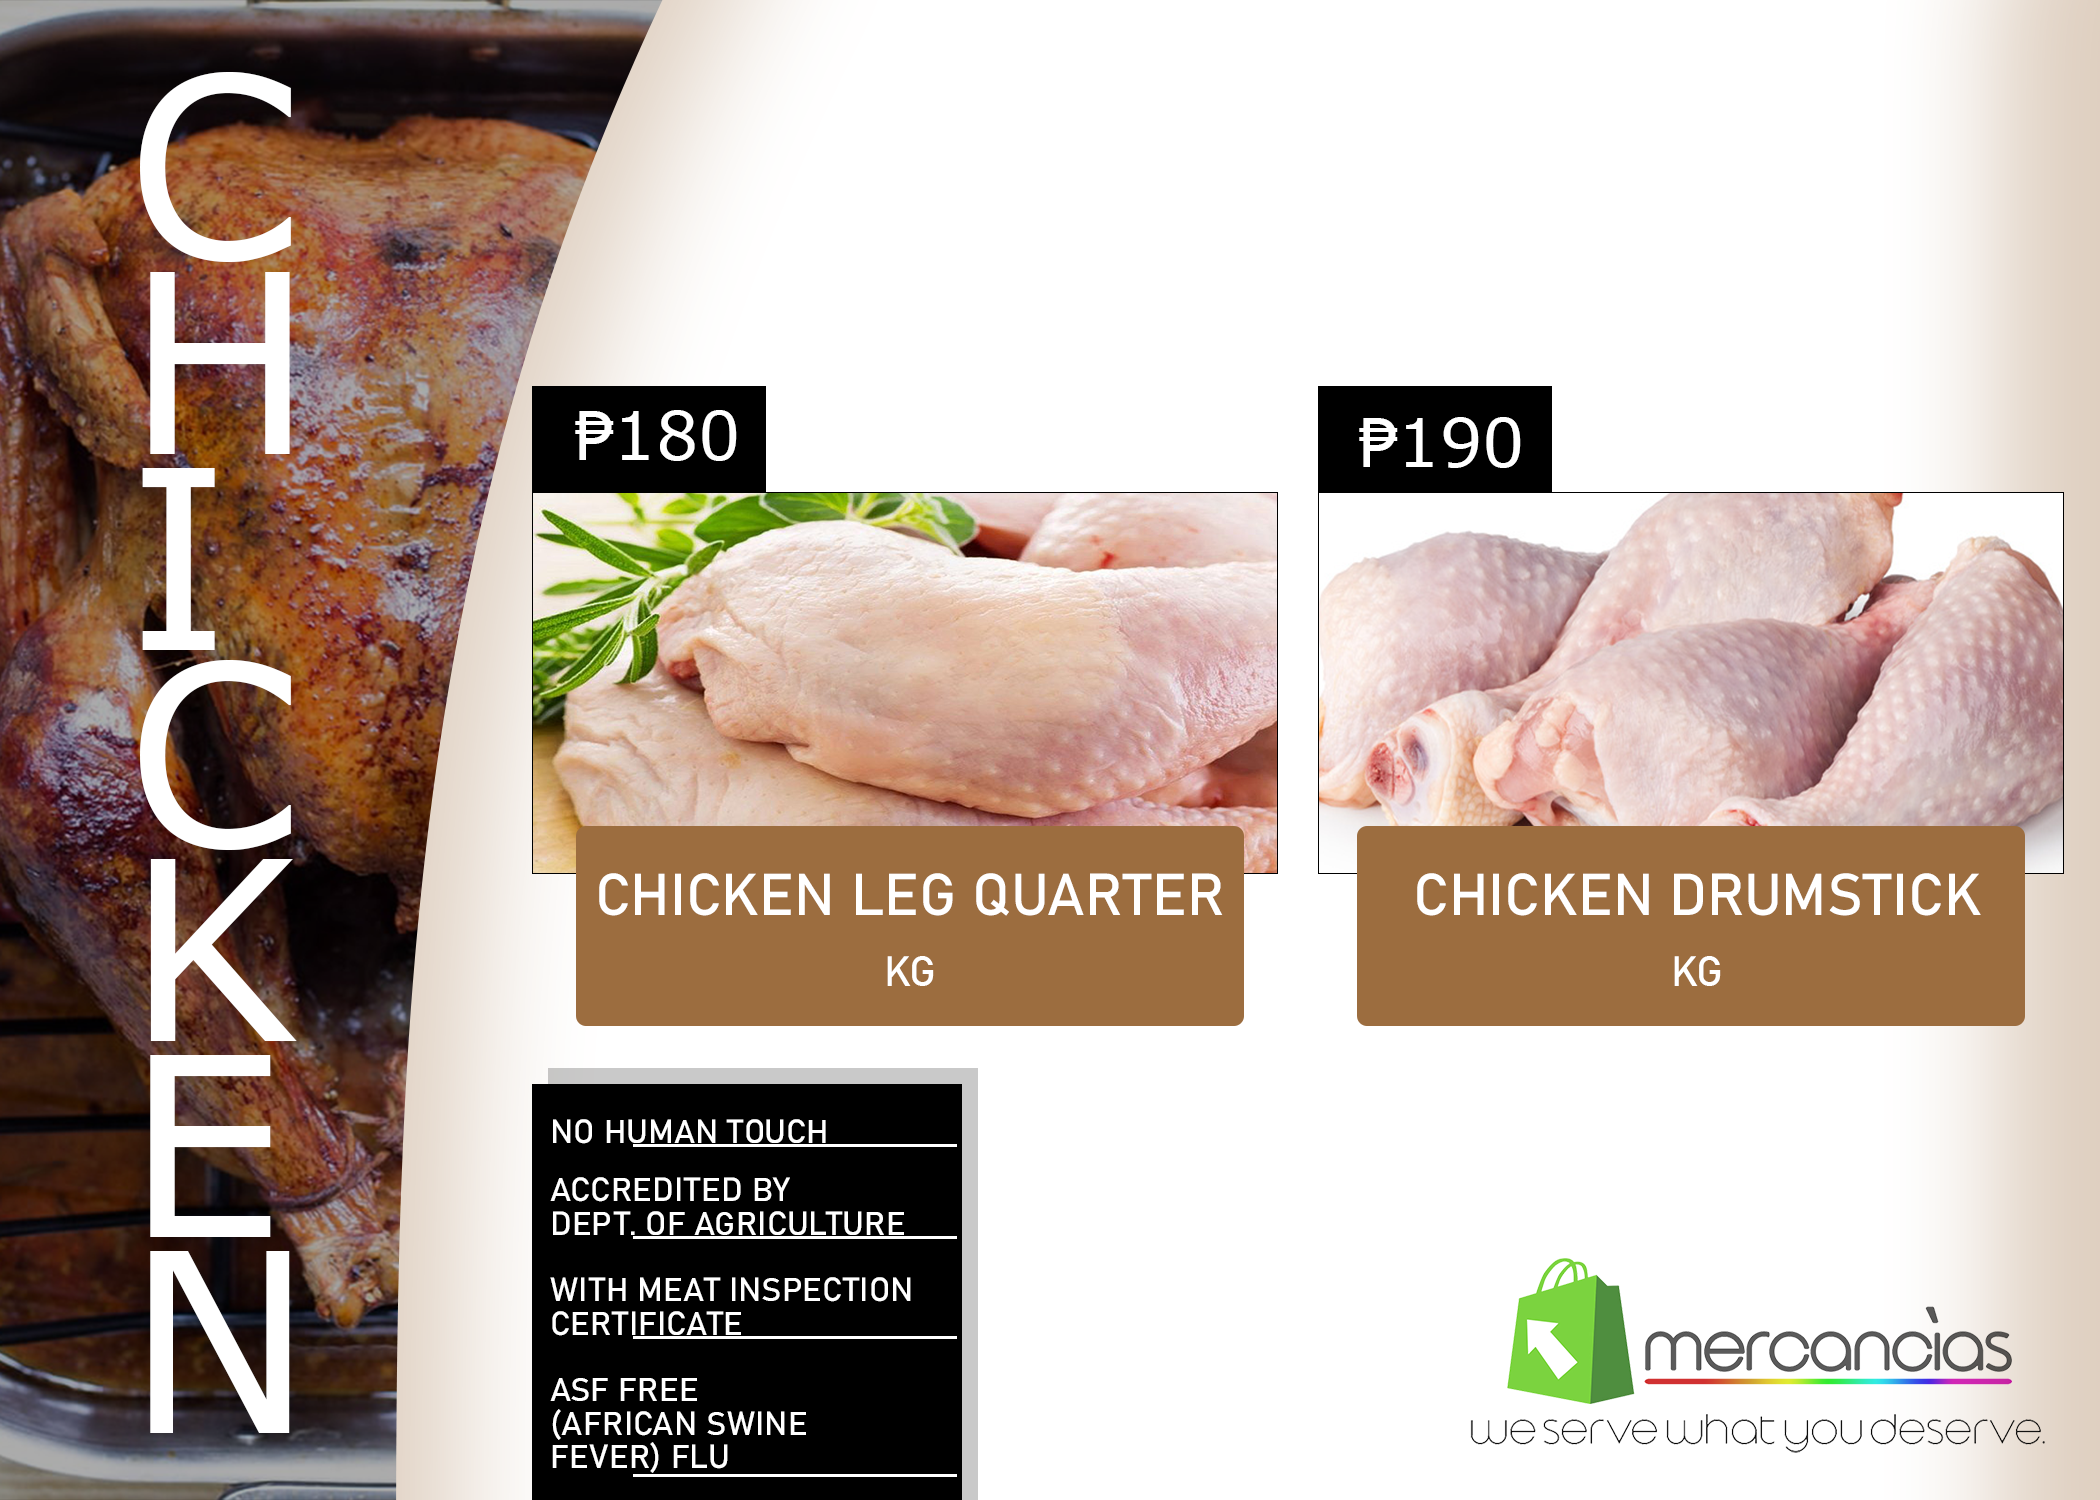 CHICKEN
₱180
₱190
CHICKEN LEG QUARTER
KG
CHICKEN DRUMSTICK
KG
NO HUMAN TOUCH
ACCREDITED BY
DEPT. OF AGRICULTURE
WITH MEAT INSPECTION
CERTIFICATE
ASF FREE
(AFRICAN SWINE
FEVER) FLU
mercancìas
we serve what you deserve.